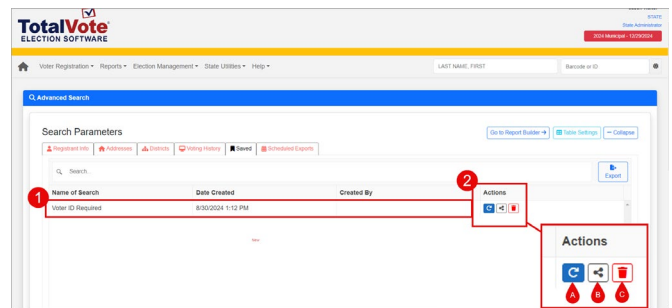 STATE
TotalVote
ELECTION SOFTWARE
State Administrator
2024 Municipal - 12/29/2024
Voter Registration Reports Election Management State Utilities Help LAST NAME, FIRST Barcode or ID
Advanced Search
Search Parameters Go to Report Builder → Table Settings − Collapse
Registrant Info Addresses Districts Voting History Saved Scheduled Exports
Search... Export
2
Name of Search Date Created Created By Actions
1
Voter ID Required 8/30/2024 1:12 PM
Actions
A B C